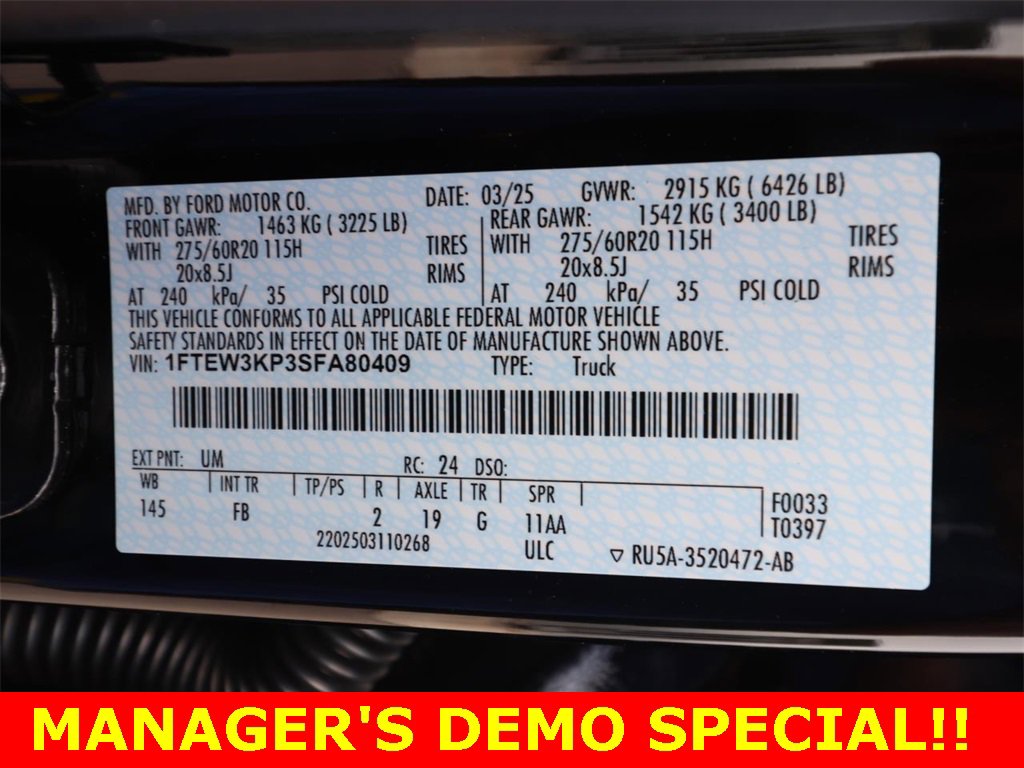 MFD. BY FORD MOTOR CO. DATE: 03/25 GVWR: 2915 KG ( 6426 LB)
FRONT GAWR: 1463 KG ( 3225 LB) REAR GAWR: 1542 KG ( 3400 LB)
WITH 275/60R20 115H TIRES WITH 275/60R20 115H TIRES
20x8.5J RIMS 20x8.5J RIMS
AT 240 kPa/ 35 PSI COLD AT 240 kPa/ 35 PSI COLD
THIS VEHICLE CONFORMS TO ALL APPLICABLE FEDERAL MOTOR VEHICLE
SAFETY STANDARDS IN EFFECT ON THE DATE OF MANUFACTURE SHOWN ABOVE.
VIN: 1FTEW3KP3SFA80409 TYPE: Truck
EXT PNT: UM RC: 24 DSO:
WB INT TR TP/PS R AXLE TR SPR F0033
145 FB 2 19 G 11AA T0397
2202503110268 ULC ▽ RU5A-3520472-AB
MANAGER'S DEMO SPECIAL!!